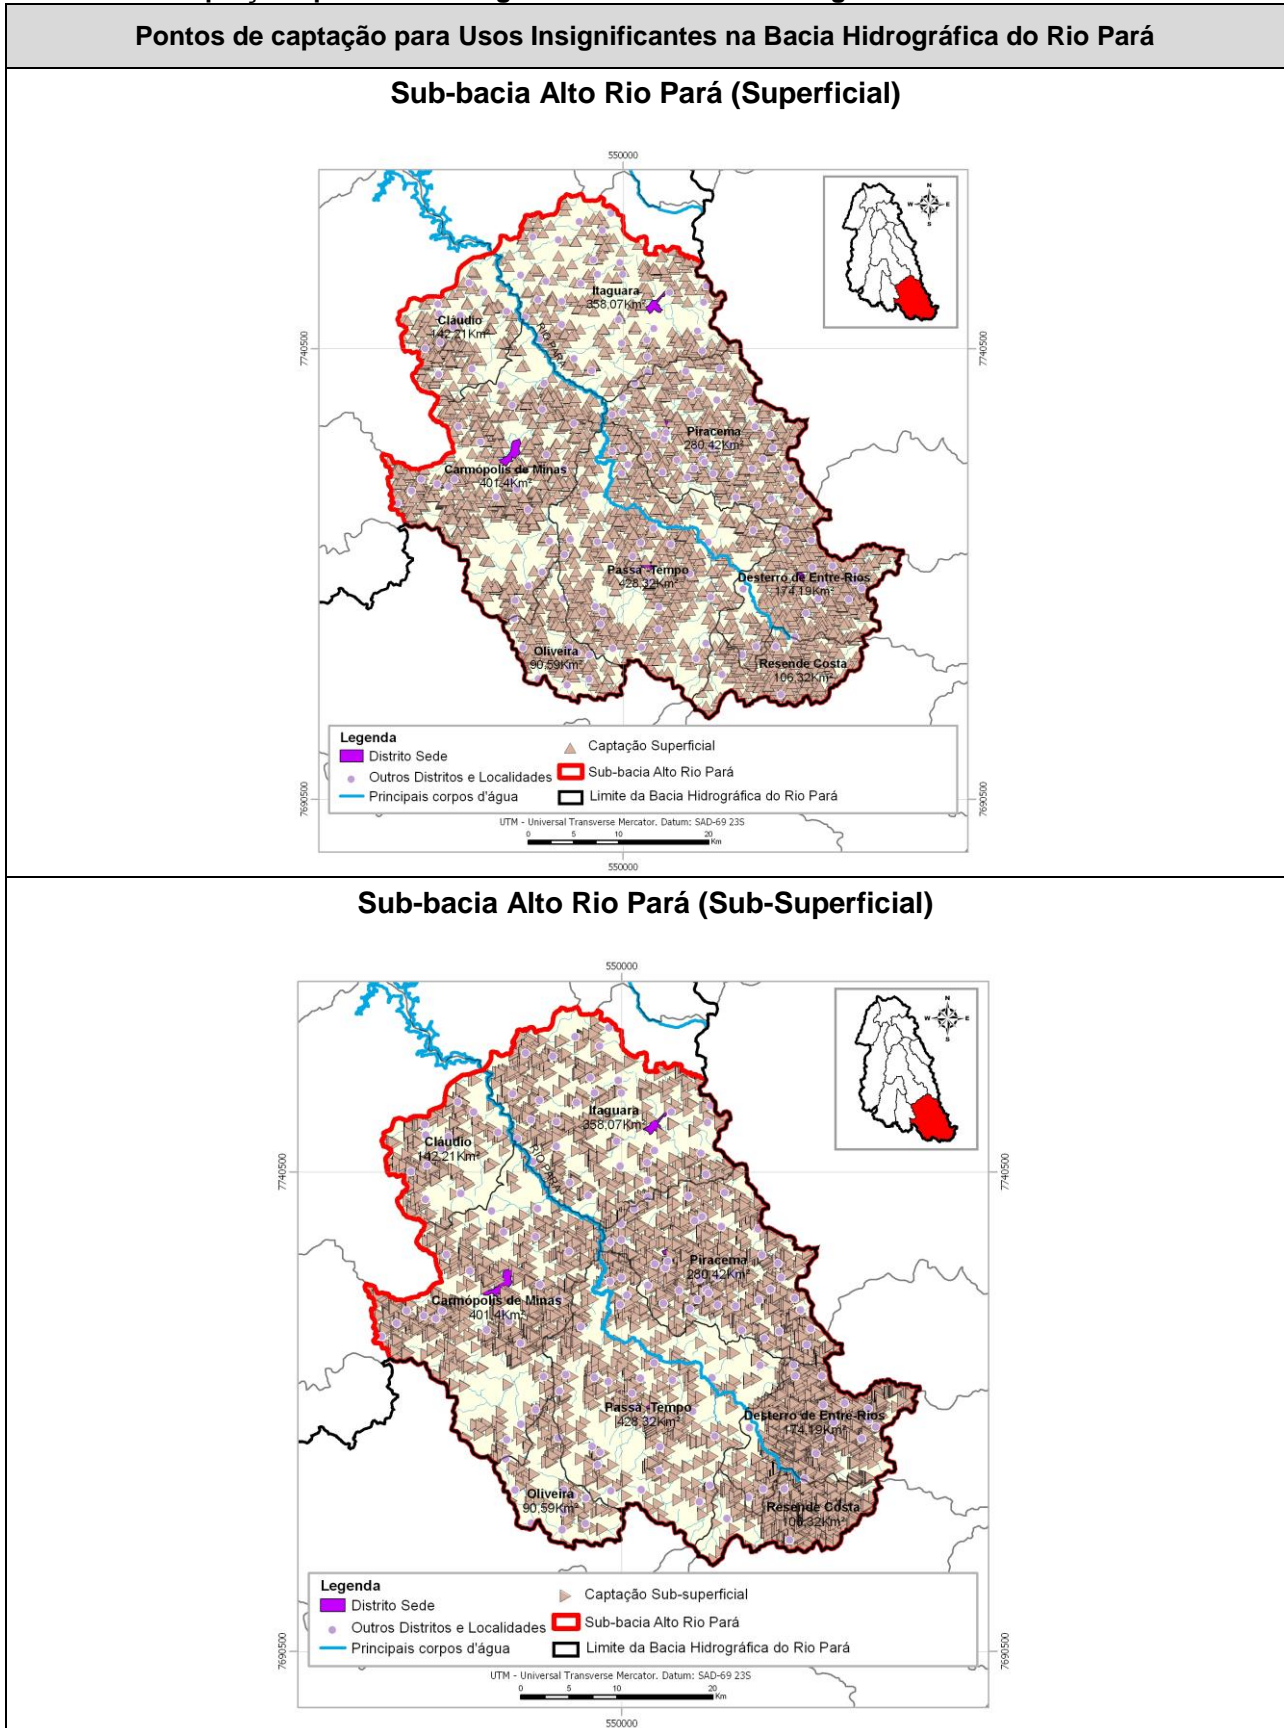 Pontos de captação para Usos Insignificantes na Bacia Hidrográfica do Rio Pará
Sub-bacia Alto Rio Pará (Superficial)
550000
N
W E
S
Itaguara
358,07Km²
Cláudio
142,21Km²
RIO PARÁ
7740500
7740500
Piracema
280,42Km²
Carmópolis de Minas
401,4Km²
Passa -Tempo
428,32Km²
Desterro de Entre-Rios
174,19Km²
Oliveira
90,59Km²
Resende Costa
106,32Km²
Legenda
Distrito Sede
Captação Superficial
Outros Distritos e Localidades
Sub-bacia Alto Rio Pará
Principais corpos d'água
Limite da Bacia Hidrográfica do Rio Pará
7690500
7690500
UTM - Universal Transverse Mercator. Datum: SAD-69 23S
0 5 10 20
Km
550000
Sub-bacia Alto Rio Pará (Sub-Superficial)
550000
N
W E
S
Itaguara
358,07Km²
Cláudio
142,21Km²
RIO PARÁ
7740500
7740500
Piracema
280,42Km²
Carmópolis de Minas
401,4Km²
Passa -Tempo
428,32Km²
Desterro de Entre-Rios
174,19Km²
Oliveira
90,59Km²
Resende Costa
106,32Km²
Legenda
Distrito Sede
Captação Sub-superficial
Outros Distritos e Localidades
Sub-bacia Alto Rio Pará
Principais corpos d'água
Limite da Bacia Hidrográfica do Rio Pará
7690500
7690500
UTM - Universal Transverse Mercator. Datum: SAD-69 23S
0 5 10 20
Km
550000